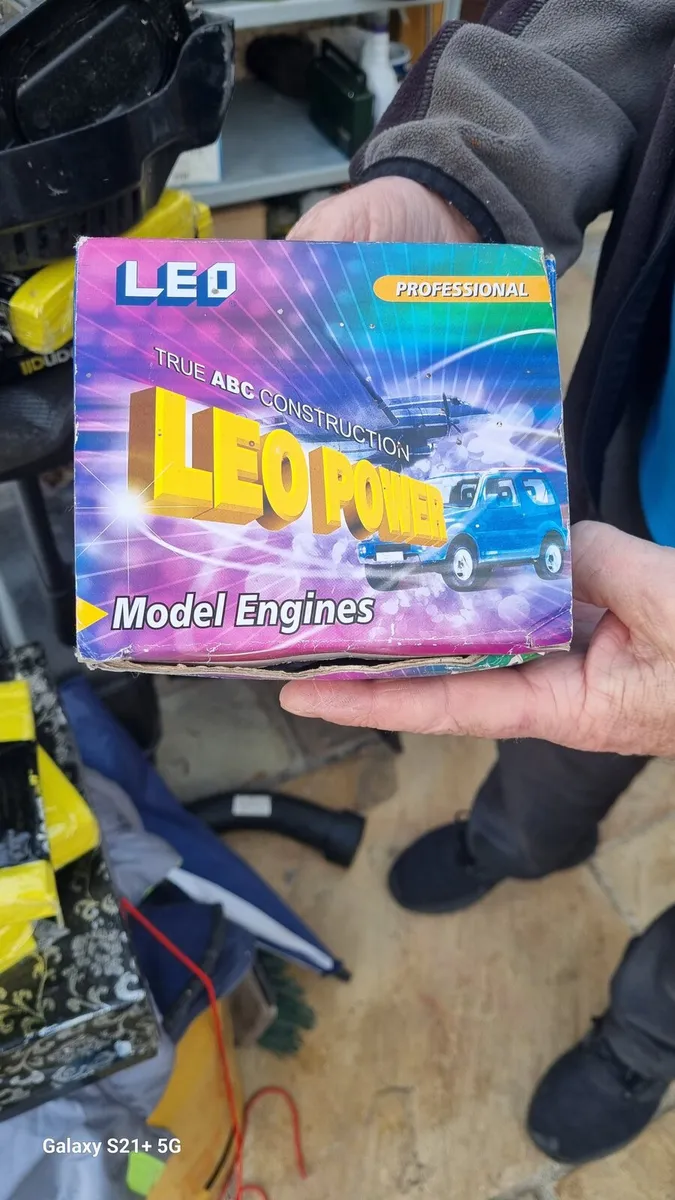 LEO
PROFESSIONAL
TRUE ABC CONSTRUCTION
LEO POWER
Model Engines
Galaxy S21+ 5G